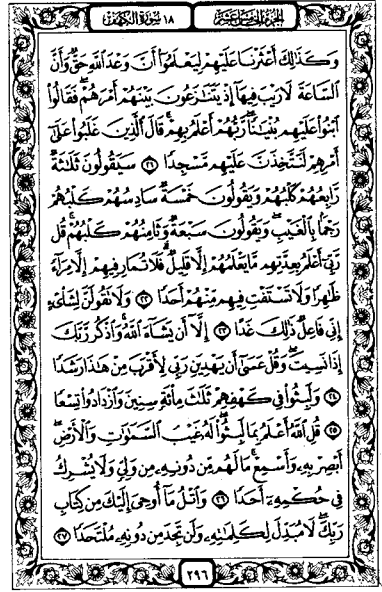 الجزء الخامس عشر ١٨ سورة الكهف
وَكَذَٰلِكَ أَعْثَرْنَا عَلَيْهِمْ لِيَعْلَمُوٓا۟ أَنَّ وَعْدَ ٱللَّهِ حَقٌّ وَأَنَّ
ٱلسَّاعَةَ لَا رَيْبَ فِيهَآ إِذْ يَتَنَٰزَعُونَ بَيْنَهُمْ أَمْرَهُمْ ۖ فَقَالُوا۟
ٱبْنُوا۟ عَلَيْهِم بُنْيَٰنًا ۖ رَّبُّهُمْ أَعْلَمُ بِهِمْ ۚ قَالَ ٱلَّذِينَ غَلَبُوا۟ عَلَىٰٓ
أَمْرِهِمْ لَنَتَّخِذَنَّ عَلَيْهِم مَّسْجِدًا ٢١ سَيَقُولُونَ ثَلَٰثَةٌ
رَّابِعُهُمْ كَلْبُهُمْ وَيَقُولُونَ خَمْسَةٌ سَادِسُهُمْ كَلْبُهُمْ
رَجْمًۢا بِٱلْغَيْبِ ۖ وَيَقُولُونَ سَبْعَةٌ وَثَامِنُهُمْ كَلْبُهُمْ ۚ قُل
رَّبِّىٓ أَعْلَمُ بِعِدَّتِهِم مَّا يَعْلَمُهُمْ إِلَّا قَلِيلٌ ۗ فَلَا تُمَارِ فِيهِمْ إِلَّا مِرَآءً
ظَٰهِرًا وَلَا تَسْتَفْتِ فِيهِم مِّنْهُمْ أَحَدًا ٢٢ وَلَا تَقُولَنَّ لِشَا۟ىْءٍ
إِنِّى فَاعِلٌ ذَٰلِكَ غَدًا ٢٣ إِلَّآ أَن يَشَآءَ ٱللَّهُ ۚ وَٱذْكُر رَّبَّكَ
إِذَا نَسِيتَ وَقُلْ عَسَىٰٓ أَن يَهْدِيَنِ رَبِّى لِأَقْرَبَ مِنْ هَٰذَا رَشَدًا
٢٤ وَلَبِثُوا۟ فِى كَهْفِهِمْ ثَلَٰثَ مِا۟ئَةٍ سِنِينَ وَٱزْدَادُوا۟ تِسْعًا
٢٥ قُلِ ٱللَّهُ أَعْلَمُ بِمَا لَبِثُوا۟ ۖ لَهُۥ غَيْبُ ٱلسَّمَٰوَٰتِ وَٱلْأَرْضِ ۖ
أَبْصِرْ بِهِۦ وَأَسْمِعْ ۚ مَا لَهُم مِّن دُونِهِۦ مِن وَلِىٍّ وَلَا يُشْرِكُ
فِى حُكْمِهِۦٓ أَحَدًا ٢٦ وَٱتْلُ مَآ أُوحِىَ إِلَيْكَ مِن كِتَابِ
رَبِّكَ ۖ لَا مُبَدِّلَ لِكَلِمَٰتِهِۦ وَلَن تَجِدَ مِن دُونِهِۦ مُلْتَحَدًا ٢٧
٢٩٦